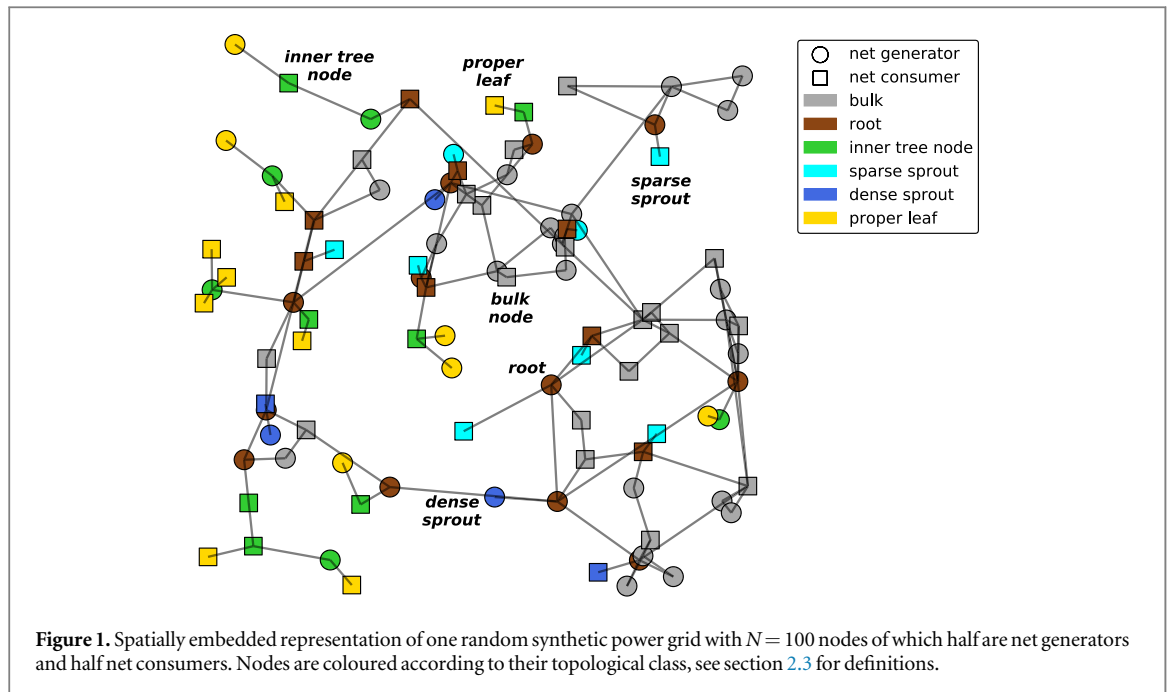 inner tree
node
proper
leaf
sparse
sprout
bulk
node
root
dense
sprout
net generator
net consumer
bulk
root
inner tree node
sparse sprout
dense sprout
proper leaf
Figure 1. Spatially embedded representation of one random synthetic power grid with N = 100 nodes of which half are net generators
and half net consumers. Nodes are coloured according to their topological class, see section 2.3 for definitions.